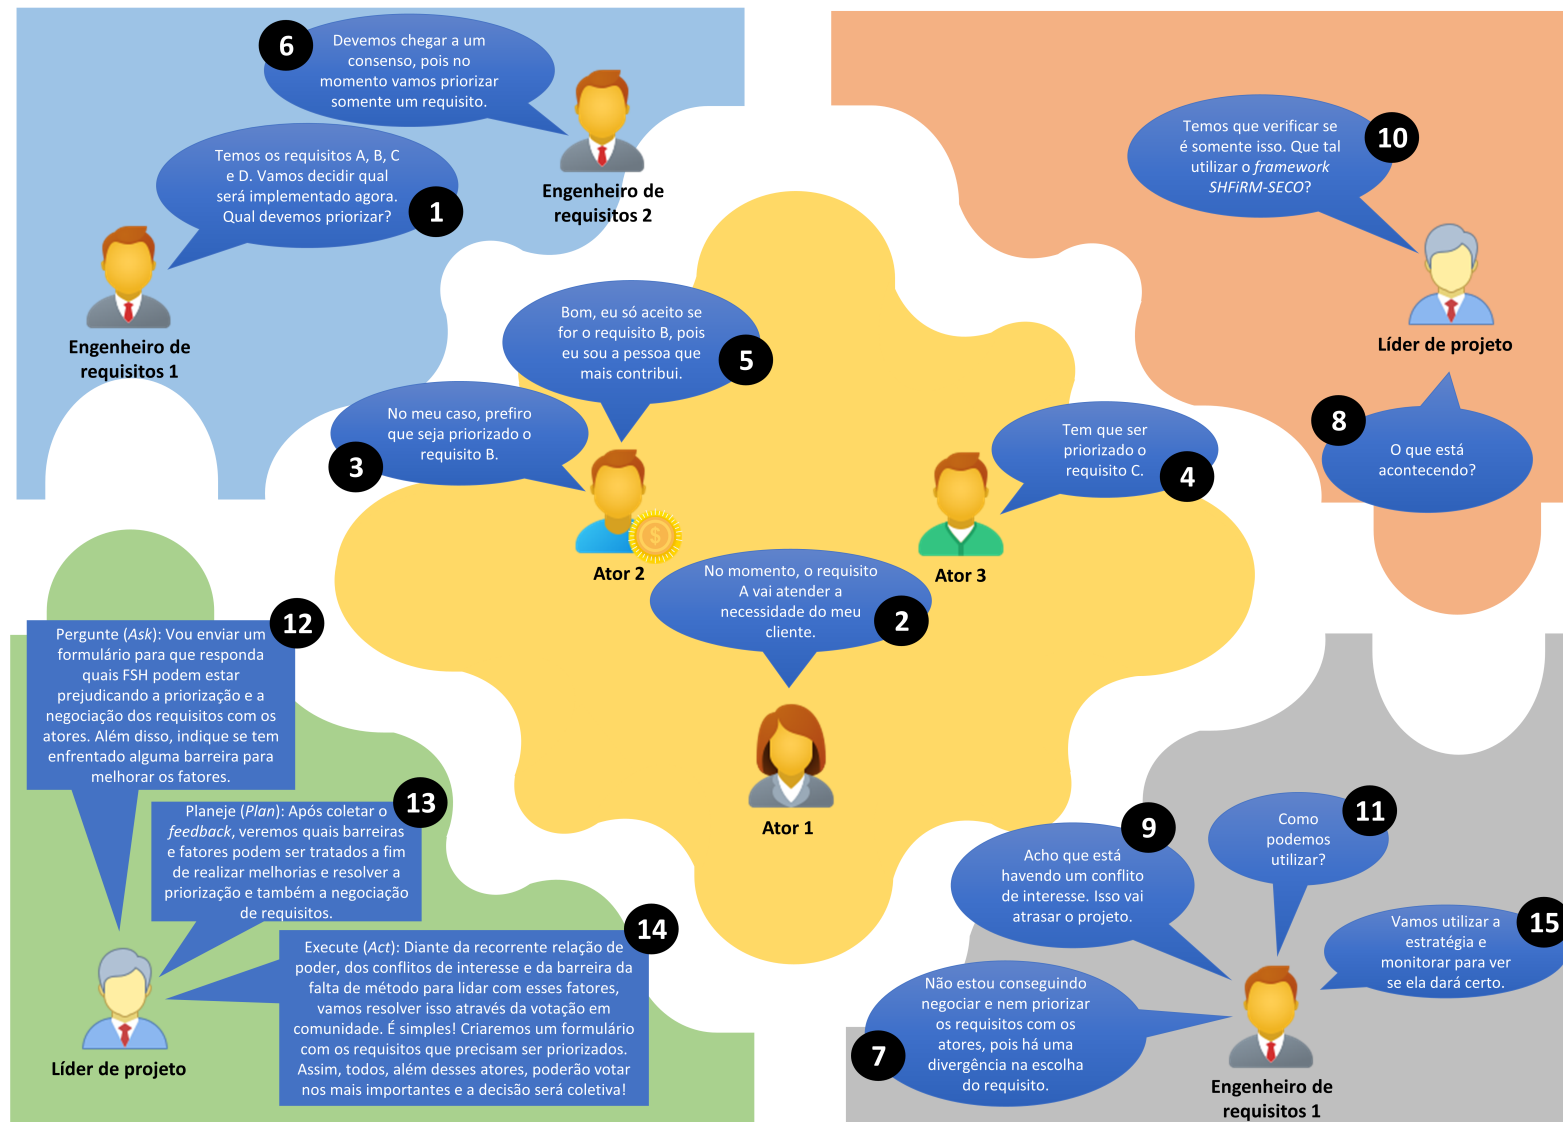 6
Devemos chegar a um
consenso, pois no
momento vamos priorizar
somente um requisito.
Engenheiro de
requisitos 2
Temos os requisitos A, B, C
e D. Vamos decidir qual
será implementado agora.
Qual devemos priorizar?
1
Engenheiro de
requisitos 1
Temos que verificar se
é somente isso. Que tal
utilizar o framework
SHFiRM-SECO?
10
Líder de projeto
8
O que está
acontecendo?
Bom, eu só aceito se
for o requisito B, pois
eu sou a pessoa que
mais contribui.
5
No meu caso, prefiro
que seja priorizado o
requisito B.
3
$
Ator 2
Tem que ser
priorizado o
requisito C.
4
Ator 3
No momento, o requisito
A vai atender a
necessidade do meu
cliente.
2
Ator 1
12
Pergunte (Ask): Vou enviar um
formulário para que responda
quais FSH podem estar
prejudicando a priorização e a
negociação dos requisitos com os
atores. Além disso, indique se tem
enfrentado alguma barreira para
melhorar os fatores.
13
Planeje (Plan): Após coletar o
feedback, veremos quais barreiras
e fatores podem ser tratados a fim
de realizar melhorias e resolver a
priorização e também a negociação
de requisitos.
14
Execute (Act): Diante da recorrente relação de
poder, dos conflitos de interesse e da barreira da
falta de método para lidar com esses fatores,
vamos resolver isso através da votação em
comunidade. É simples! Criaremos um formulário
com os requisitos que precisam ser priorizados.
Assim, todos, além desses atores, poderão votar
nos mais importantes e a decisão será coletiva!
Líder de projeto
9
Acho que está
havendo um conflito
de interesse. Isso vai
atrasar o projeto.
11
Como
podemos
utilizar?
15
Vamos utilizar a
estratégia e
monitorar para ver
se ela dará certo.
7
Não estou conseguindo
negociar e nem priorizar
os requisitos com os
atores, pois há uma
divergência na escolha
do requisito.
Engenheiro de
requisitos 1